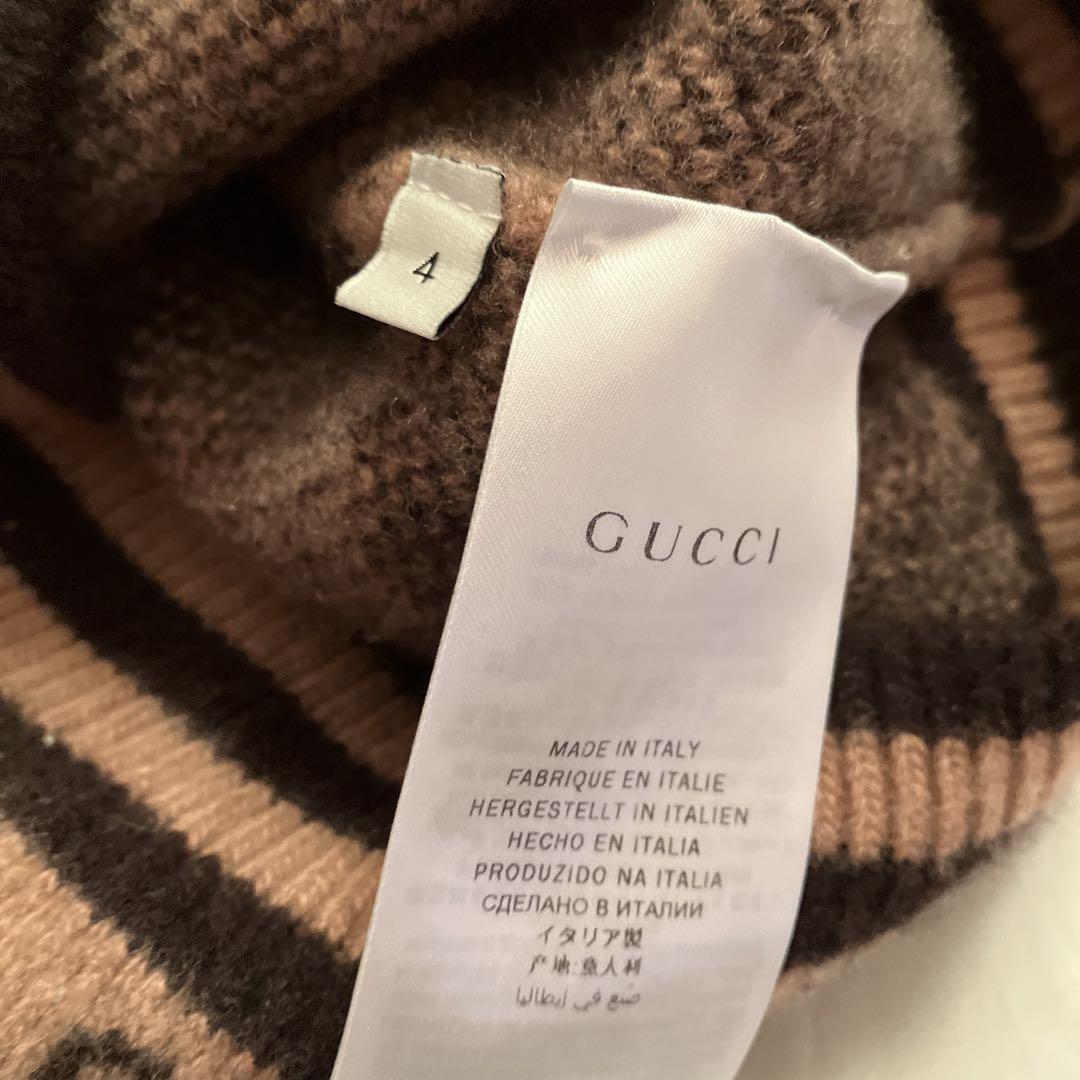 4
GUCCI
MADE IN ITALY
FABRIQUE EN ITALIE
HERGESTELLT IN ITALIEN
HECHO EN ITALIA
PRODUZIDO NA ITALIA
СДЕЛАНО В ИТАЛИИ
イタリア製
产地:意大利
صنع في إيطاليا